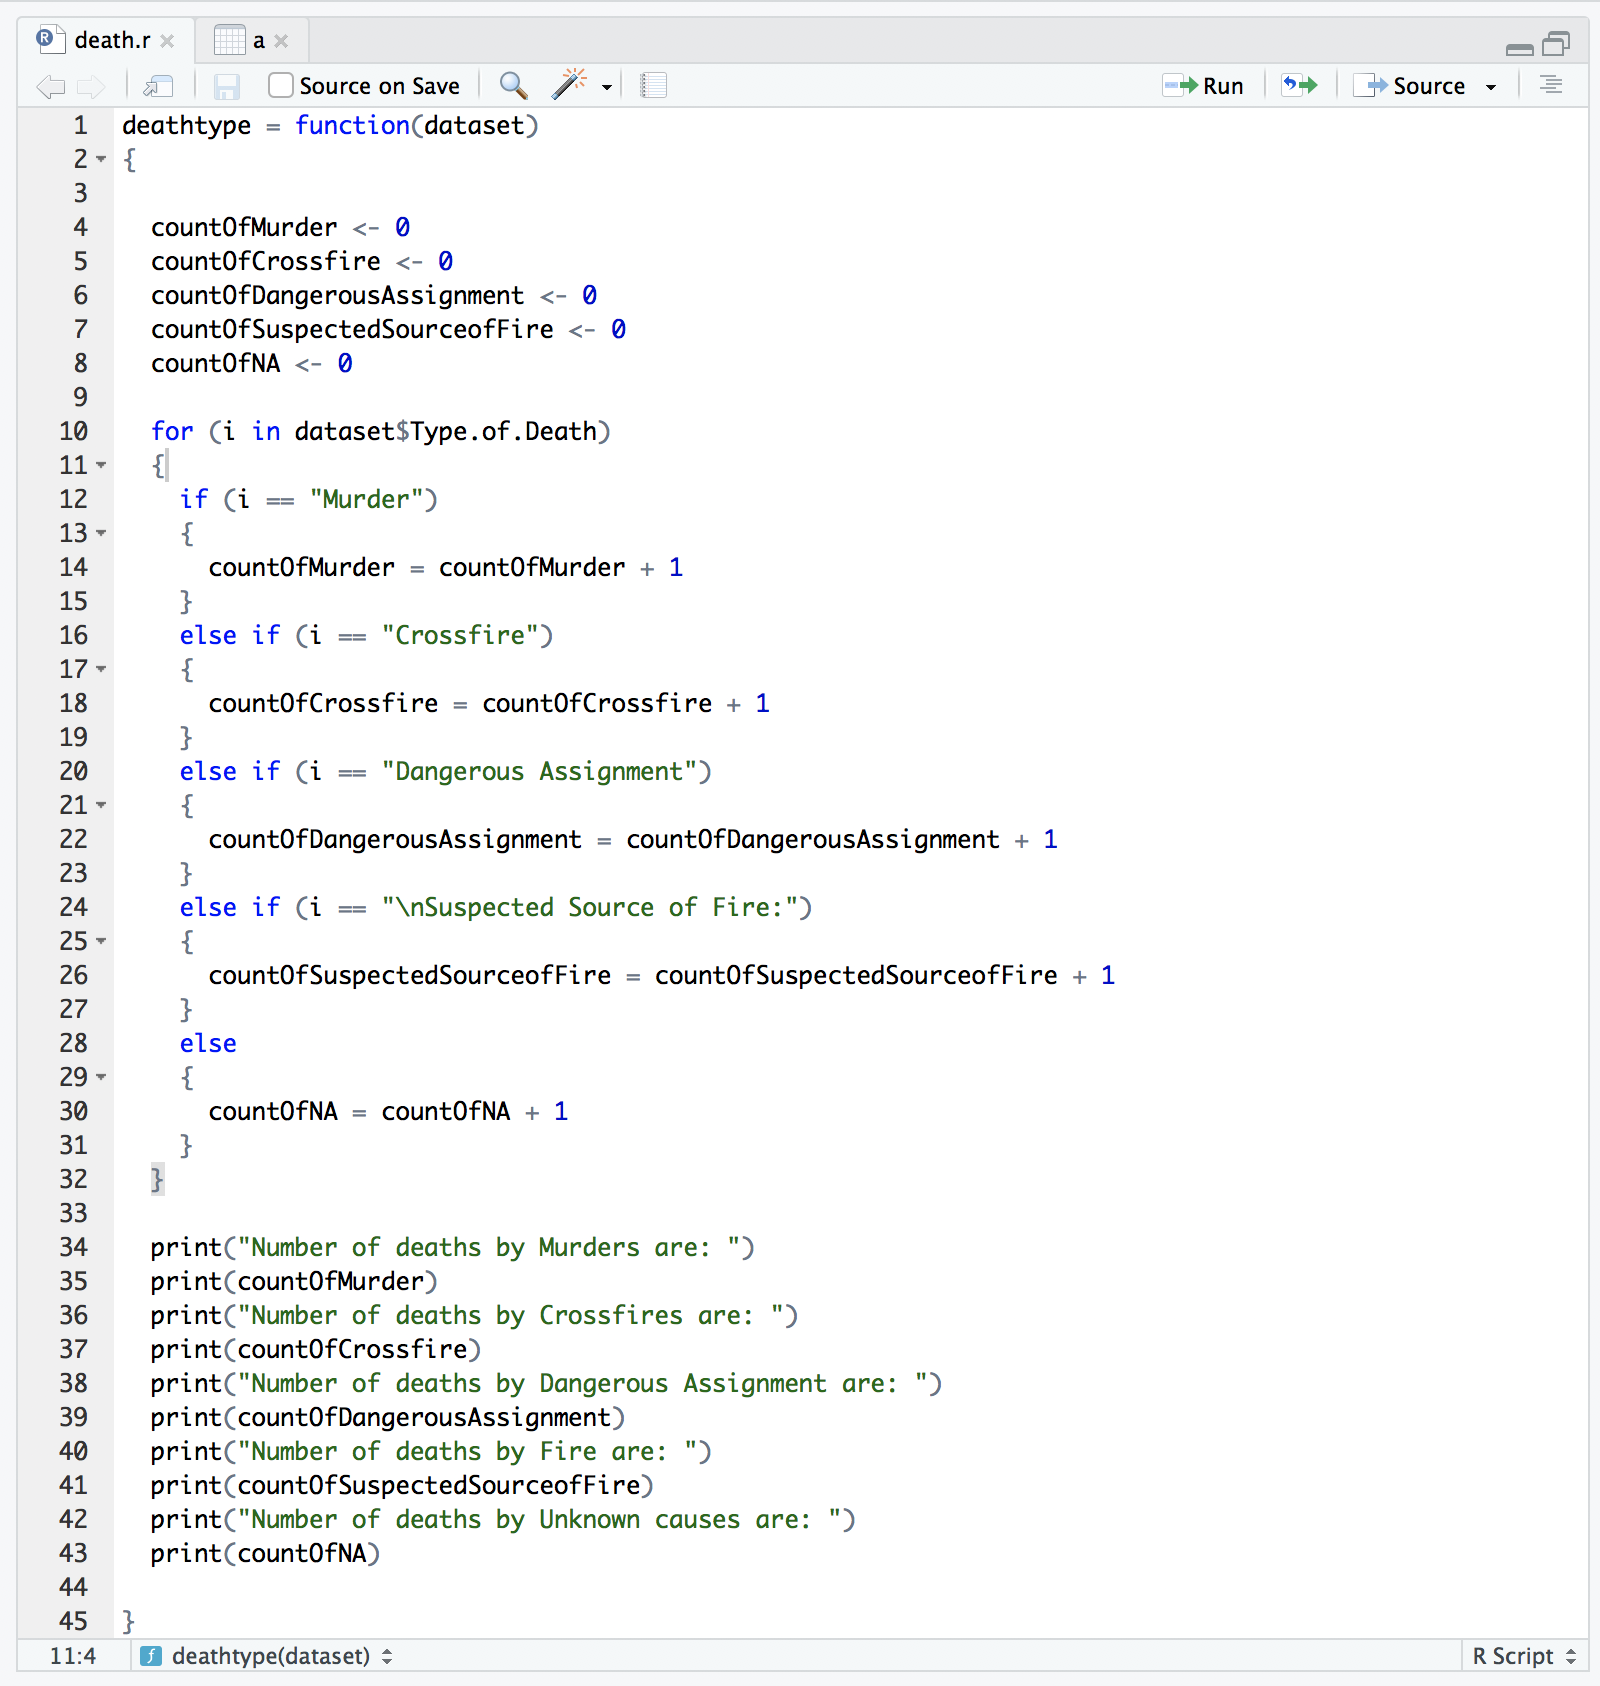 death.r
a
Source on Save
Run
Source
1 deathtype = function(dataset)
2 {
3
4 countOfMurder <- 0
5 countOfCrossfire <- 0
6 countOfDangerousAssignment <- 0
7 countOfSuspectedSourceofFire <- 0
8 countOfNA <- 0
9
10 for (i in dataset$Type.of.Death)
11 {
12 if (i == "Murder")
13 {
14 countOfMurder = countOfMurder + 1
15 }
16 else if (i == "Crossfire")
17 {
18 countOfCrossfire = countOfCrossfire + 1
19 }
20 else if (i == "Dangerous Assignment")
21 {
22 countOfDangerousAssignment = countOfDangerousAssignment + 1
23 }
24 else if (i == "\nSuspected Source of Fire:")
25 {
26 countOfSuspectedSourceofFire = countOfSuspectedSourceofFire + 1
27 }
28 else
29 {
30 countOfNA = countOfNA + 1
31 }
32 }
33
34 print("Number of deaths by Murders are: ")
35 print(countOfMurder)
36 print("Number of deaths by Crossfires are: ")
37 print(countOfCrossfire)
38 print("Number of deaths by Dangerous Assignment are: ")
39 print(countOfDangerousAssignment)
40 print("Number of deaths by Fire are: ")
41 print(countOfSuspectedSourceofFire)
42 print("Number of deaths by Unknown causes are: ")
43 print(countOfNA)
44
45 }
11:4 deathtype(dataset) R Script